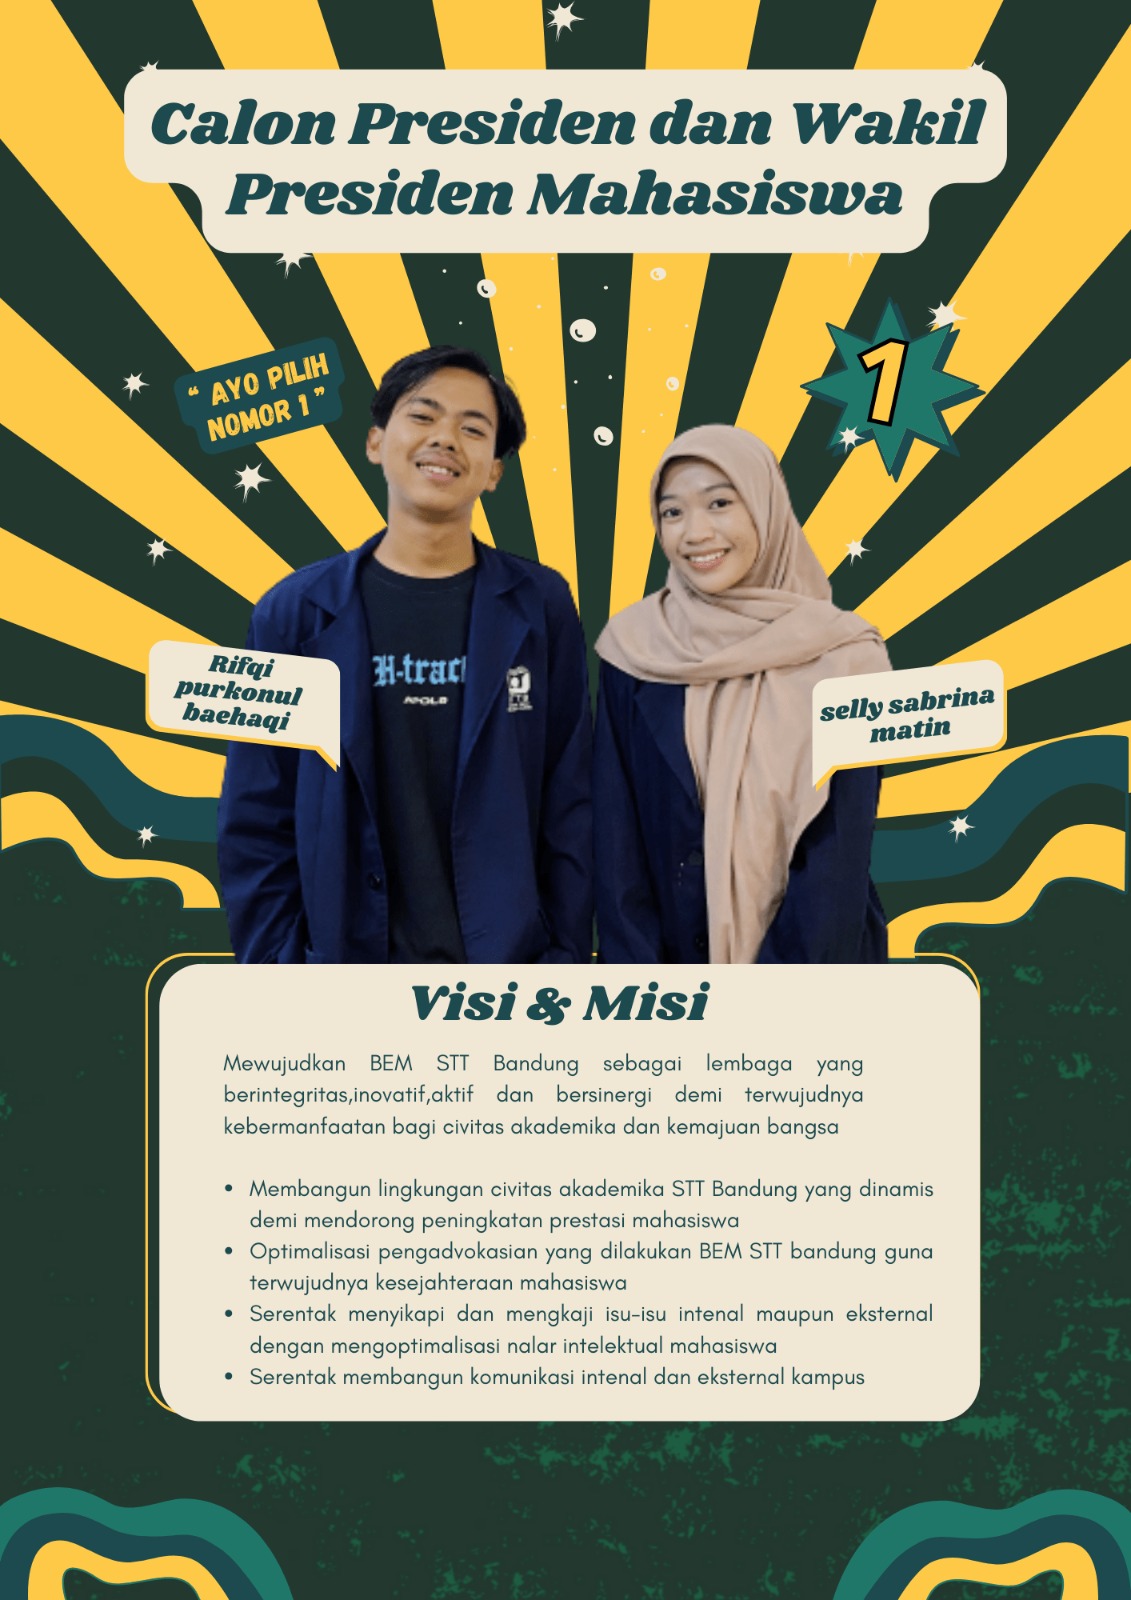 Calon Presiden dan Wakil
Presiden Mahasiswa
“ AYO PILIH
NOMOR 1 ”
1
H-trac
APOLO
Rifqi
purkonul
baehaqi
selly sabrina
matin
Visi & Misi
Mewujudkan BEM STT Bandung sebagai lembaga yang
berintegritas,inovatif,aktif dan bersinergi demi terwujudnya
kebermanfaatan bagi civitas akademika dan kemajuan bangsa
• Membangun lingkungan civitas akademika STT Bandung yang dinamis
demi mendorong peningkatan prestasi mahasiswa
• Optimalisasi pengadvokasian yang dilakukan BEM STT bandung guna
terwujudnya kesejahteraan mahasiswa
• Serentak menyikapi dan mengkaji isu-isu intenal maupun eksternal
dengan mengoptimalisasi nalar intelektual mahasiswa
• Serentak membangun komunikasi intenal dan eksternal kampus